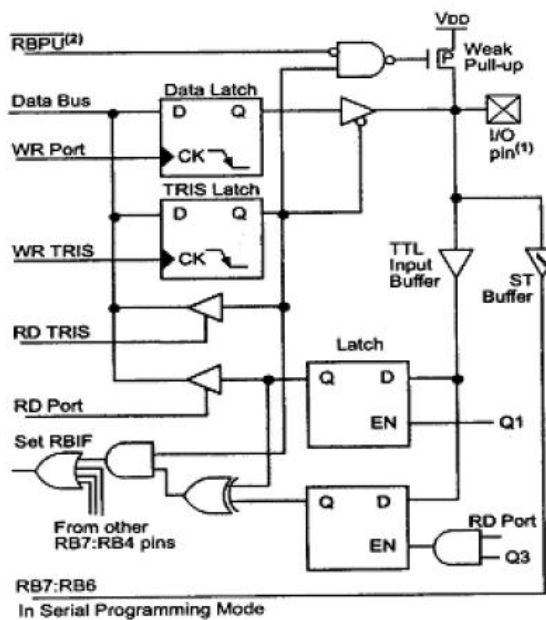 VDD
RBPU(2)
P
Weak
Pull-up
Data Latch
Data Bus
D Q
I/O
pin(1)
WR Port
CK
TRIS Latch
D Q
TTL
Input
Buffer
ST
Buffer
WR TRIS
CK
RD TRIS
Latch
Q D
RD Port
EN
Q1
Set RBIF
Q D
From other
RB7:RB4 pins
RD Port
EN
Q3
RB7:RB6
In Serial Programming Mode